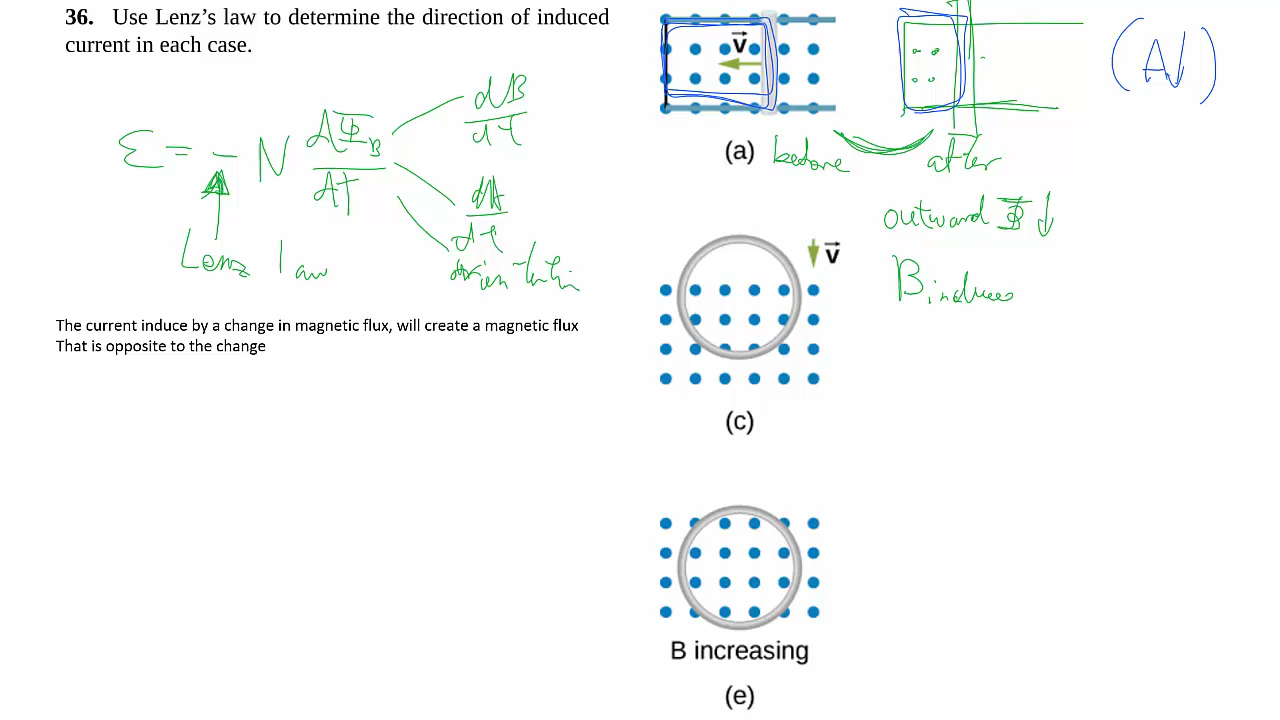 36. Use Lenz's law to determine the direction of induced
current in each case.
ε = − N ΔΦB / ΔT
dB / dt
dA / dt
orientation
Lenz law
The current induce by a change in magnetic flux, will create a magnetic flux
That is opposite to the change
v
(a) before after
(A↓)
outward Φ ↓
B induces
v
(c)
B increasing
(e)